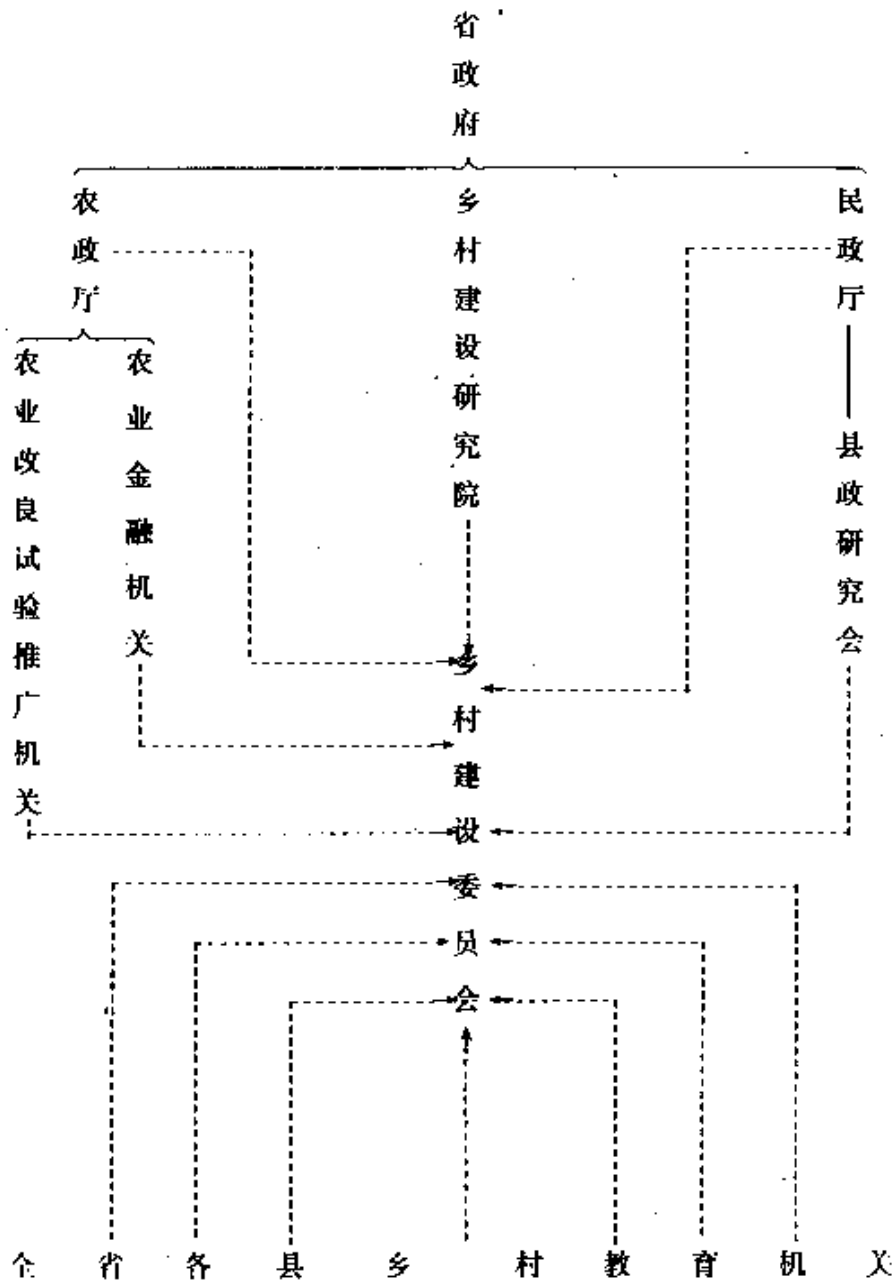 省政府
农政厅
乡村建设研究院
民政厅
农业改良试验推广机关
农业金融机关
县政研究会
乡村建设委员会
全省各县乡村教育机关